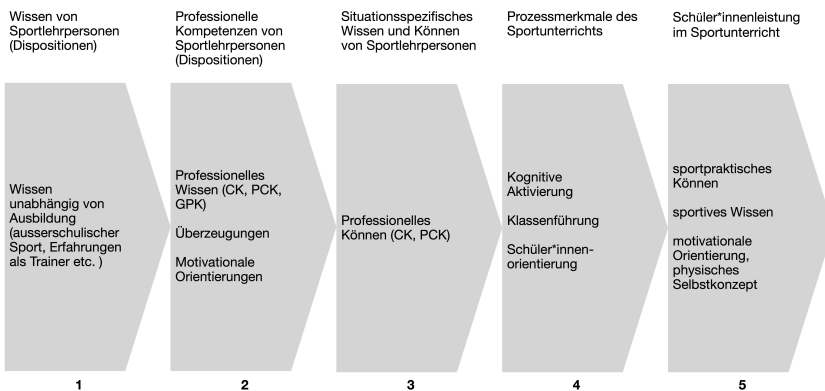 Wissen von
Sportlehrpersonen
(Dispositionen)
Professionelle
Kompetenzen von
Sportlehrpersonen
(Dispositionen)
Situationsspezifisches
Wissen und Können
von Sportlehrpersonen
Prozessmerkmale des
Sportunterrichts
Schüler*innenleistung
im Sportunterricht
Wissen
unabhängig von
Ausbildung
(ausserschulischer
Sport, Erfahrungen
als Trainer etc. )
Professionelles
Wissen (CK, PCK,
GPK)
Überzeugungen
Motivationale
Orientierungen
Professionelles
Können (CK, PCK)
Kognitive
Aktivierung
Klassenführung
Schüler*innen-
orientierung
sportpraktisches
Können
sportives Wissen
motivationale
Orientierung,
physisches
Selbstkonzept
1
2
3
4
5